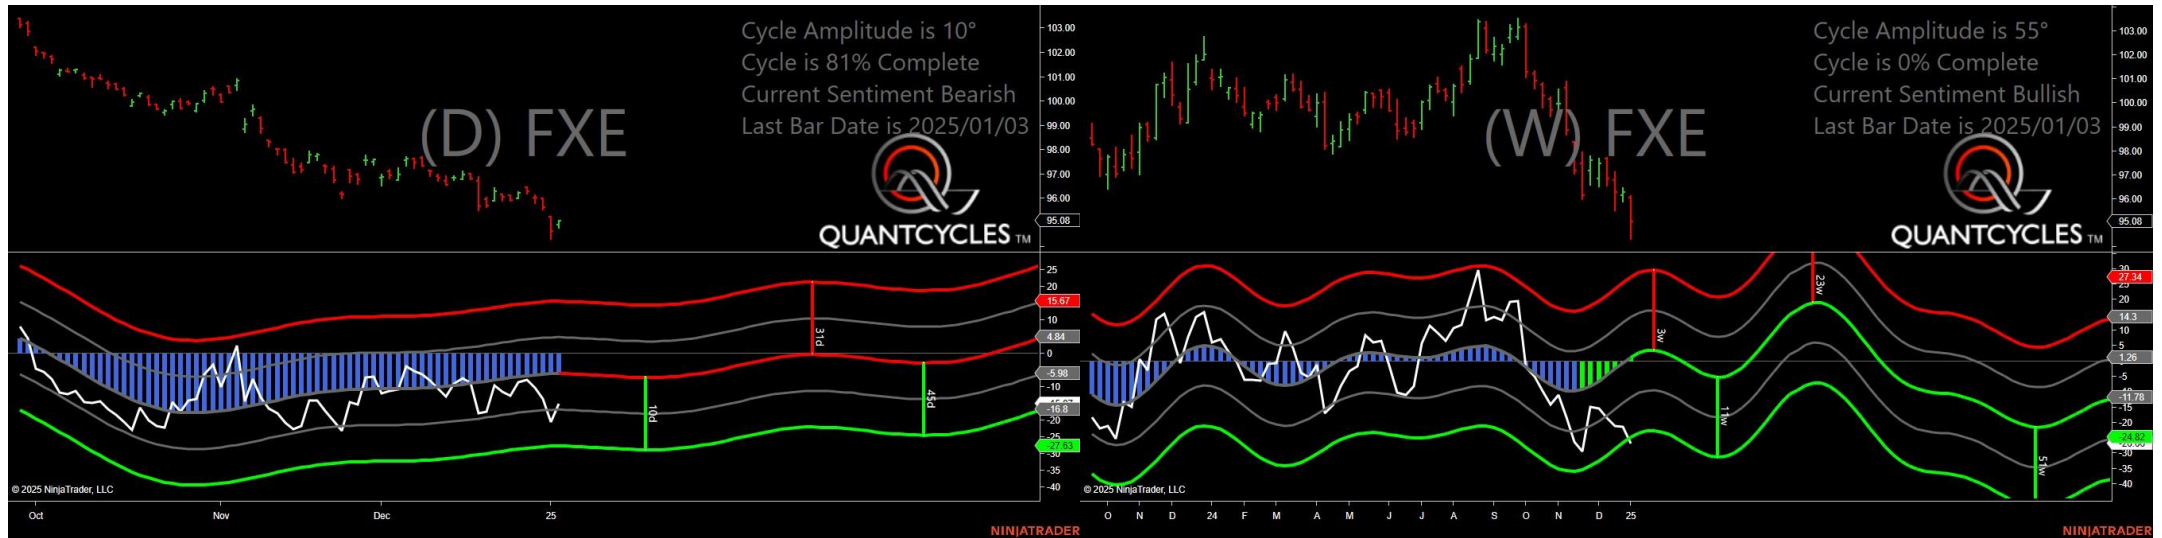 Cycle Amplitude is 10°
Cycle is 81% Complete
Current Sentiment Bearish
Last Bar Date is 2025/01/03
(D) FXE
QUANTCYCLES TM
103.00
102.00
101.00
100.00
99.00
98.00
97.00
96.00
95.08
25
20
15.67
10
4.84
0
-5.98
-10
-16.8
-20
-27.63
-30
-35
-40
31d
10d
45d
© 2025 NinjaTrader, LLC
Oct Nov Dec 25
NINJATRADER
Cycle Amplitude is 55°
Cycle is 0% Complete
Current Sentiment Bullish
Last Bar Date is 2025/01/03
(W) FXE
QUANTCYCLES TM
103.00
102.00
101.00
100.00
99.00
98.00
97.00
96.00
95.08
30
27.34
25
20
14.3
10
5
1.26
-5
-11.78
-15
-20
-24.82
-30
-35
-40
3w
11w
23w
51w
© 2025 NinjaTrader, LLC
O N D 24 F M A M J J A S O N D 25
NINJATRADER